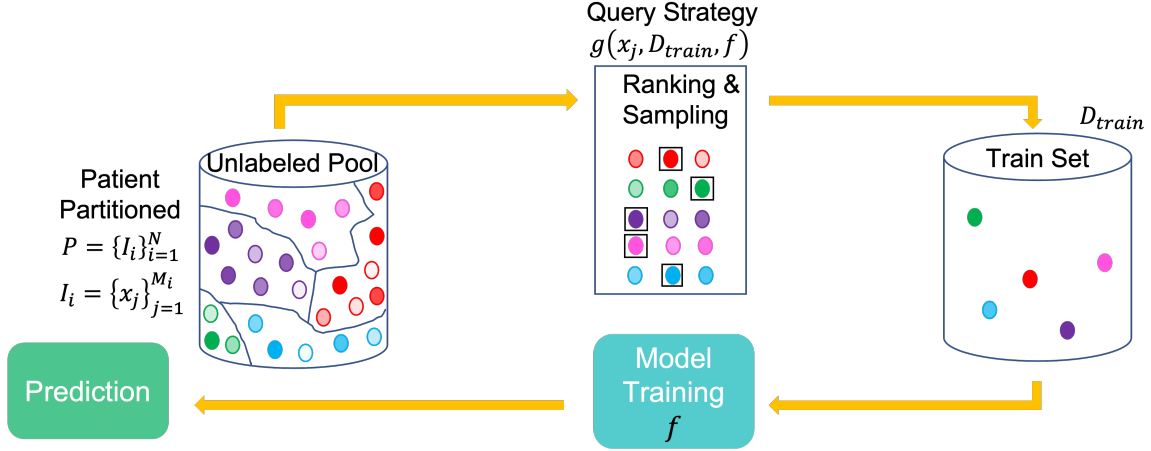 Query Strategy
g(x_j, D_train, f)
Ranking &
Sampling
Unlabeled Pool
Patient
Partitioned
P = {I_i}_{i=1}^N
I_i = {x_j}_{j=1}^{M_i}
D_train
Train Set
Model
Training
f
Prediction